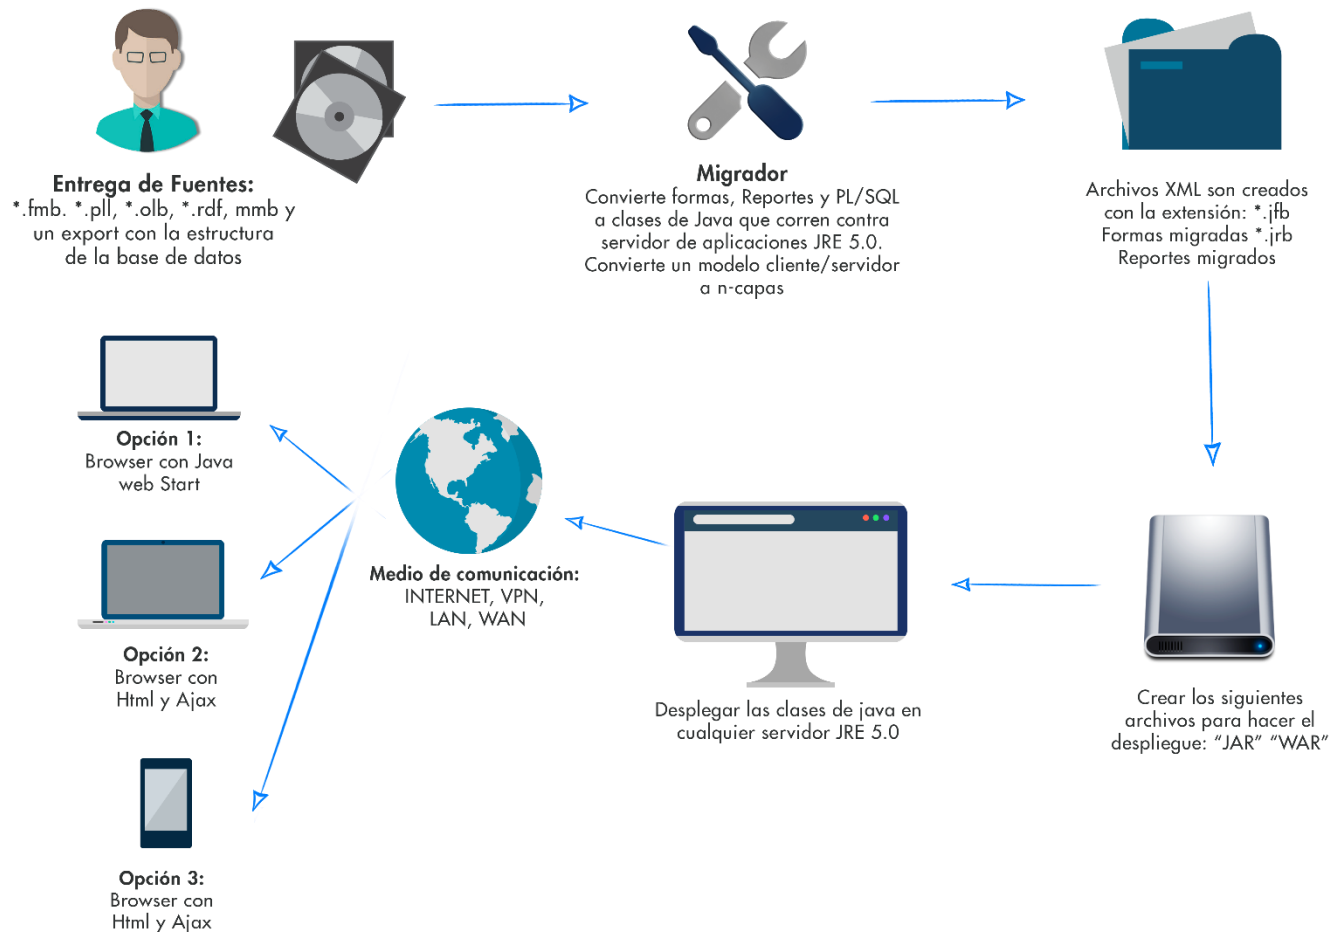 Entrega de Fuentes:
*.fmb. *.pll, *.olb, *.rdf, mmb y
un export con la estructura
de la base de datos
Migrador
Convierte formas, Reportes y PL/SQL
a clases de Java que corren contra
servidor de aplicaciones JRE 5.0.
Convierte un modelo cliente/servidor
a n-capas
Archivos XML son creados
con la extensión: *.jfb
Formas migradas *.jrb
Reportes migrados
Crear los siguientes
archivos para hacer el
despliegue: “JAR” “WAR”
Desplegar las clases de java en
cualquier servidor JRE 5.0
Medio de comunicación:
INTERNET, VPN,
LAN, WAN
Opción 1:
Browser con Java
web Start
Opción 2:
Browser con
Html y Ajax
Opción 3:
Browser con
Html y Ajax